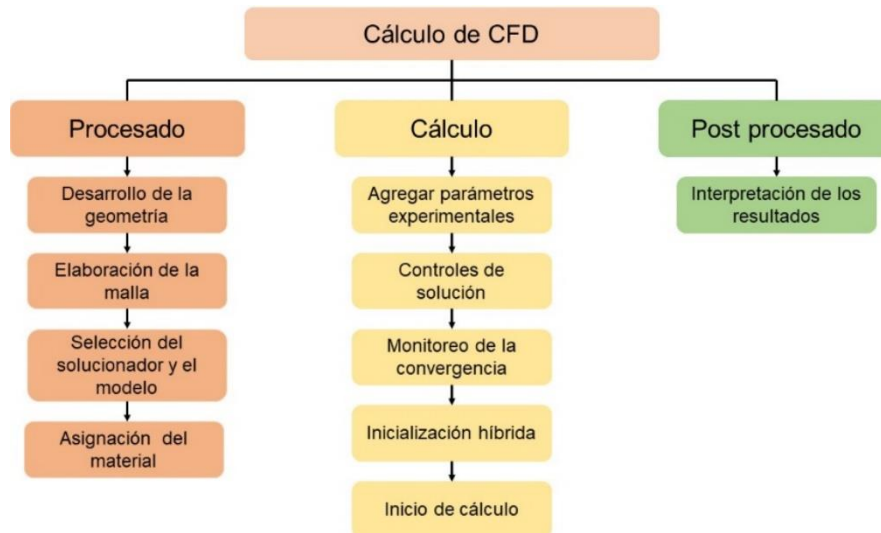 Cálculo de CFD
Procesado
Desarrollo de la
geometría
Elaboración de la
malla
Selección del
solucionador y el
modelo
Asignación del
material
Cálculo
Agregar parámetros
experimentales
Controles de
solución
Monitoreo de la
convergencia
Inicialización híbrida
Inicio de cálculo
Post procesado
Interpretación de los
resultados